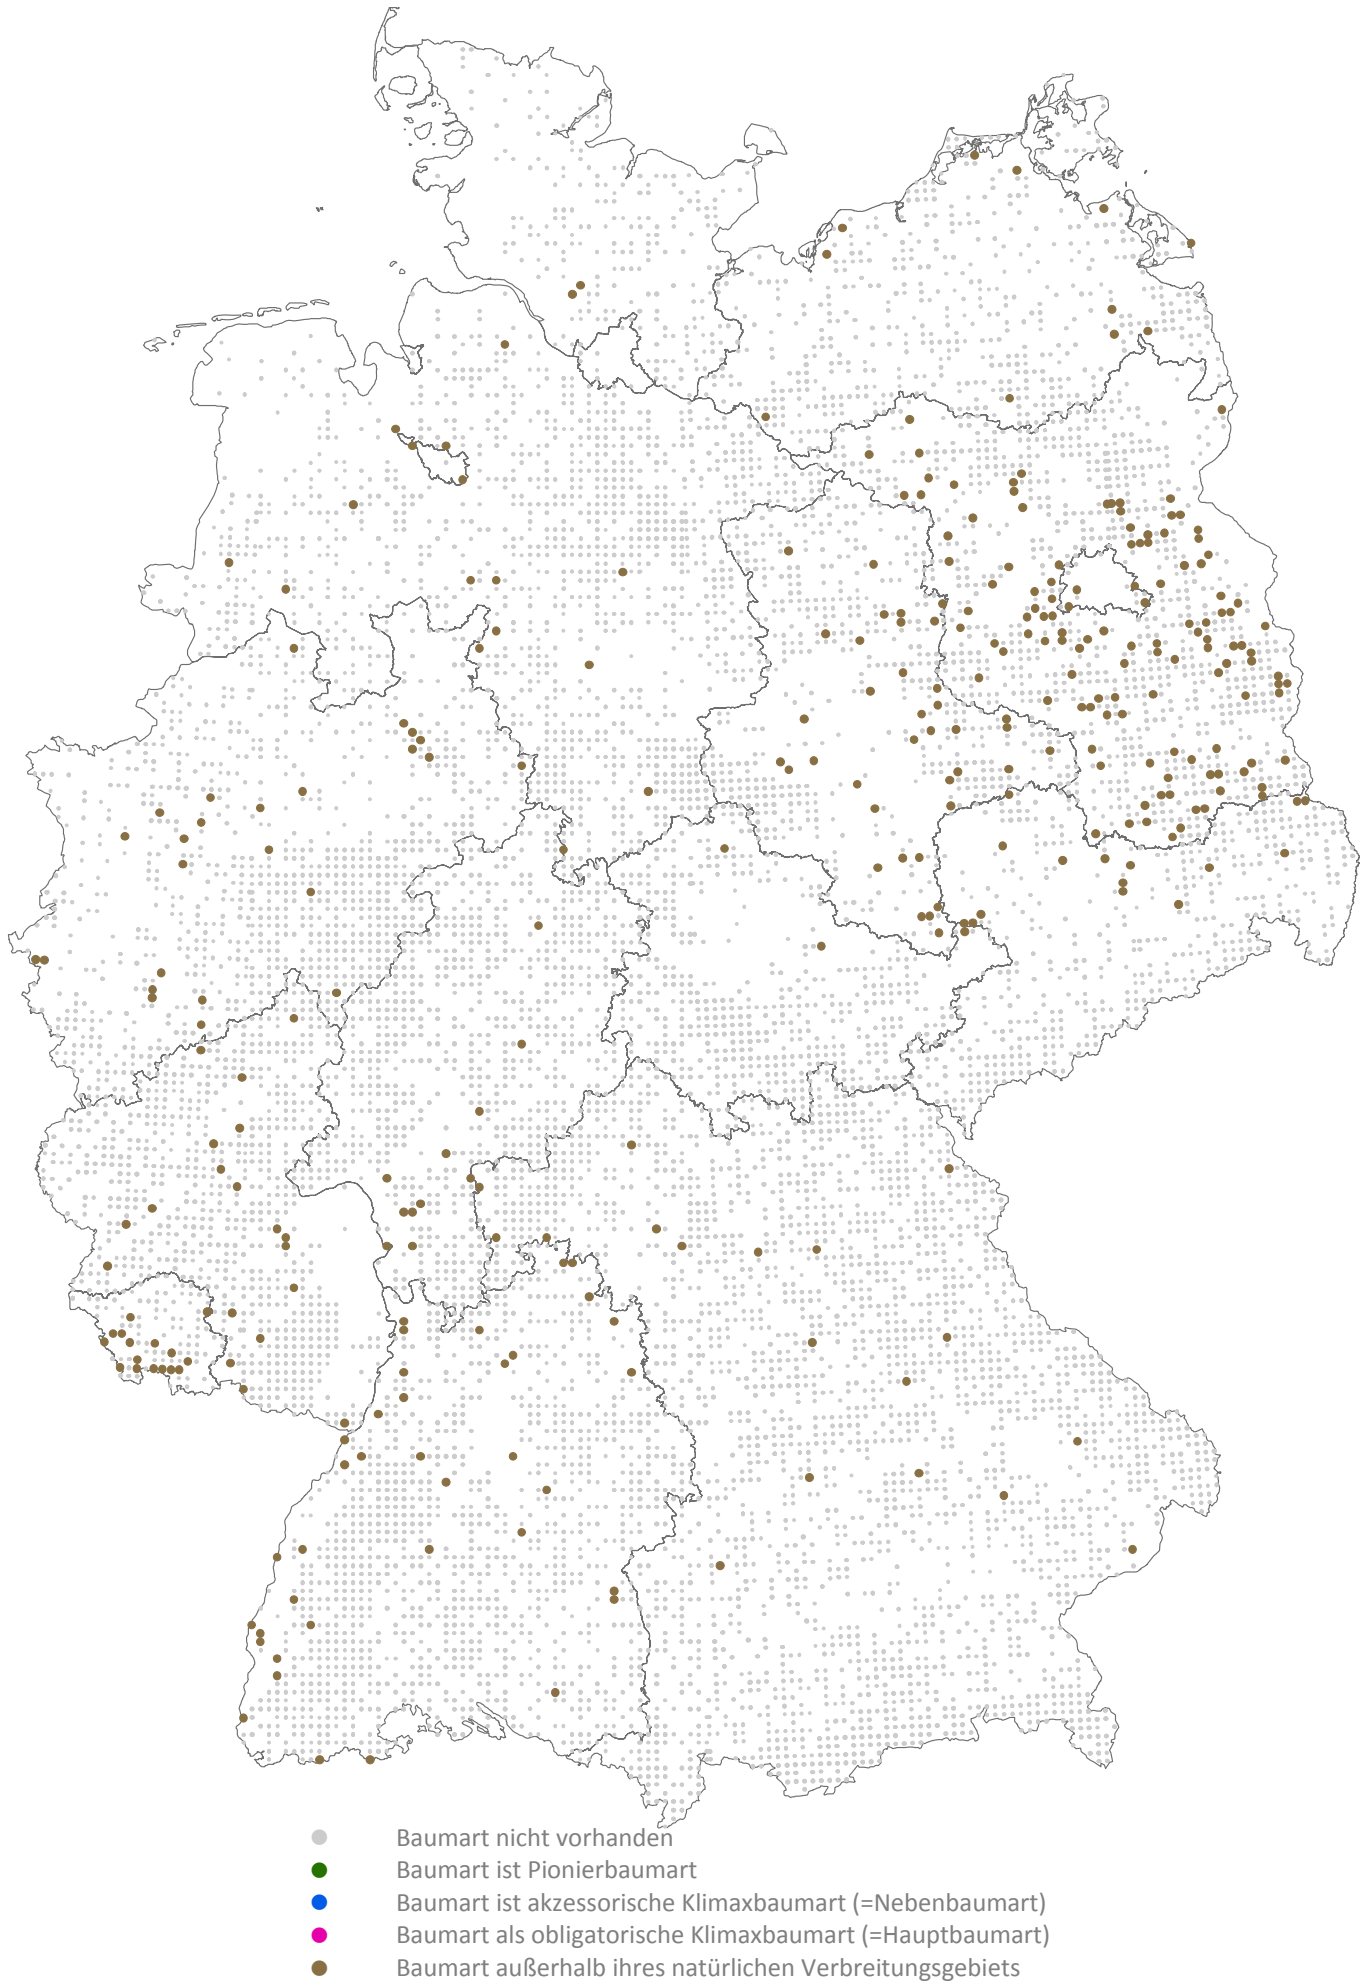 Baumart nicht vorhanden
Baumart ist Pionierbaumart
Baumart ist akzessorische Klimaxbaumart (=Nebenbaumart)
Baumart als obligatorische Klimaxbaumart (=Hauptbaumart)
Baumart außerhalb ihres natürlichen Verbreitungsgebiets